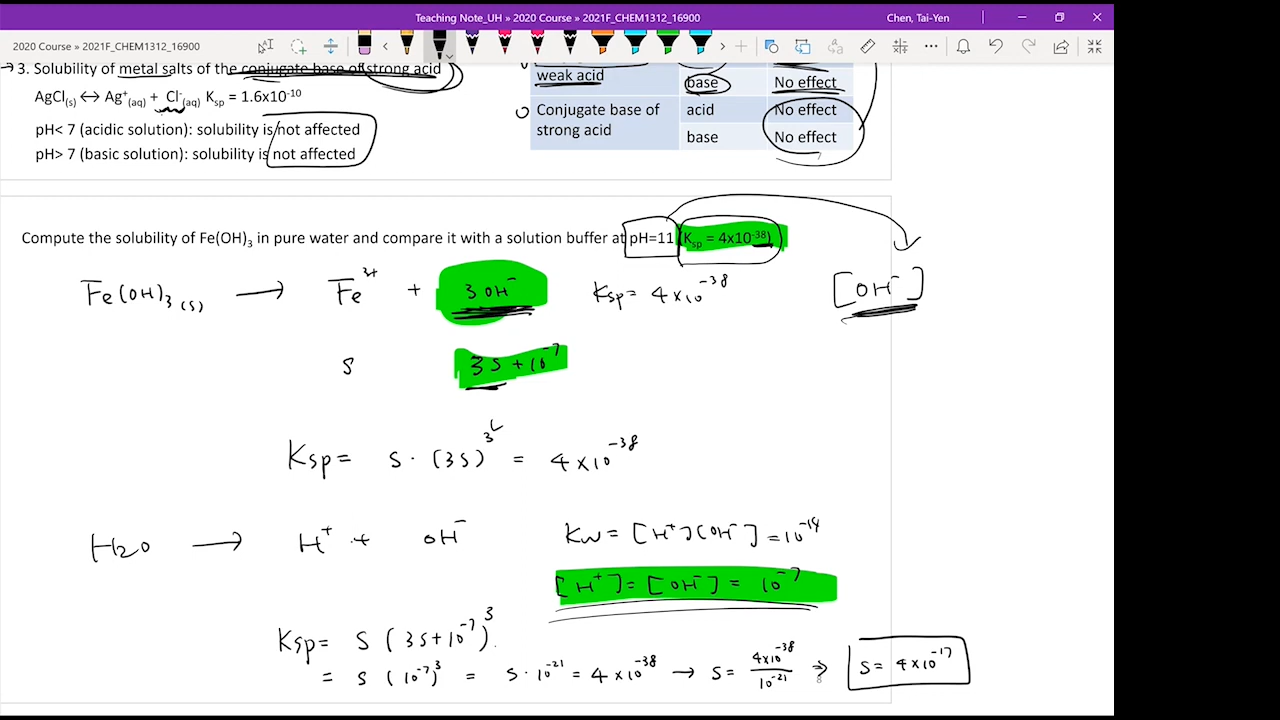 Teaching Note_UH » 2020 Course » 2021F_CHEM1312_16900
Chen, Tai-Yen
2020 Course » 2021F_CHEM1312_16900
3. Solubility of metal salts of the conjugate base of strong acid
AgCl(s) ↔ Ag⁺(aq) + Cl⁻(aq) Ksp = 1.6x10⁻¹⁰
pH< 7 (acidic solution): solubility is not affected
pH> 7 (basic solution): solubility is not affected
weak acid base No effect
Conjugate base of strong acid acid No effect
base No effect
Compute the solubility of Fe(OH)₃ in pure water and compare it with a solution buffer at pH=11 (Ksp = 4x10⁻³⁸)
Fe(OH)₃(s) → Fe³⁺ + 3OH⁻ Ksp = 4×10⁻³⁸ [OH⁻]
S 3S + 10⁻⁷
Ksp = S · (3S)³ = 4×10⁻³⁸
H₂O → H⁺ + OH⁻ Kw = [H⁺][OH⁻] = 10⁻¹⁴
[H⁺] = [OH⁻] = 10⁻⁷
Ksp = S (3S+10⁻⁷)³
= S (10⁻⁷)³ = S · 10⁻²¹ = 4×10⁻³⁸ → S = 4×10⁻³⁸/10⁻²¹ ⇒ S = 4×10⁻¹⁷